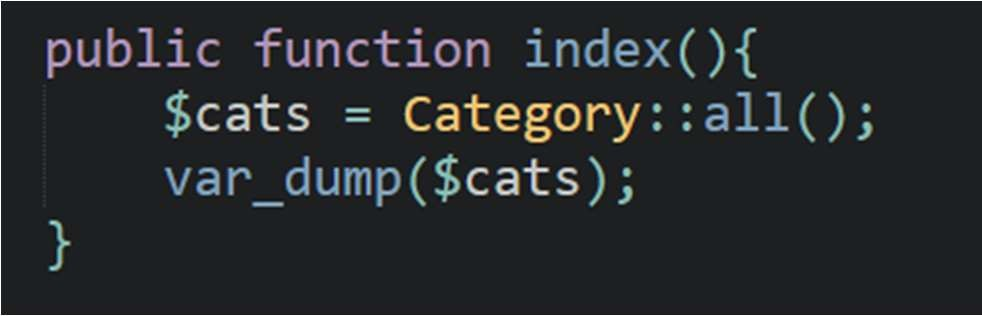 public function index(){
    $cats = Category::all();
    var_dump($cats);
}